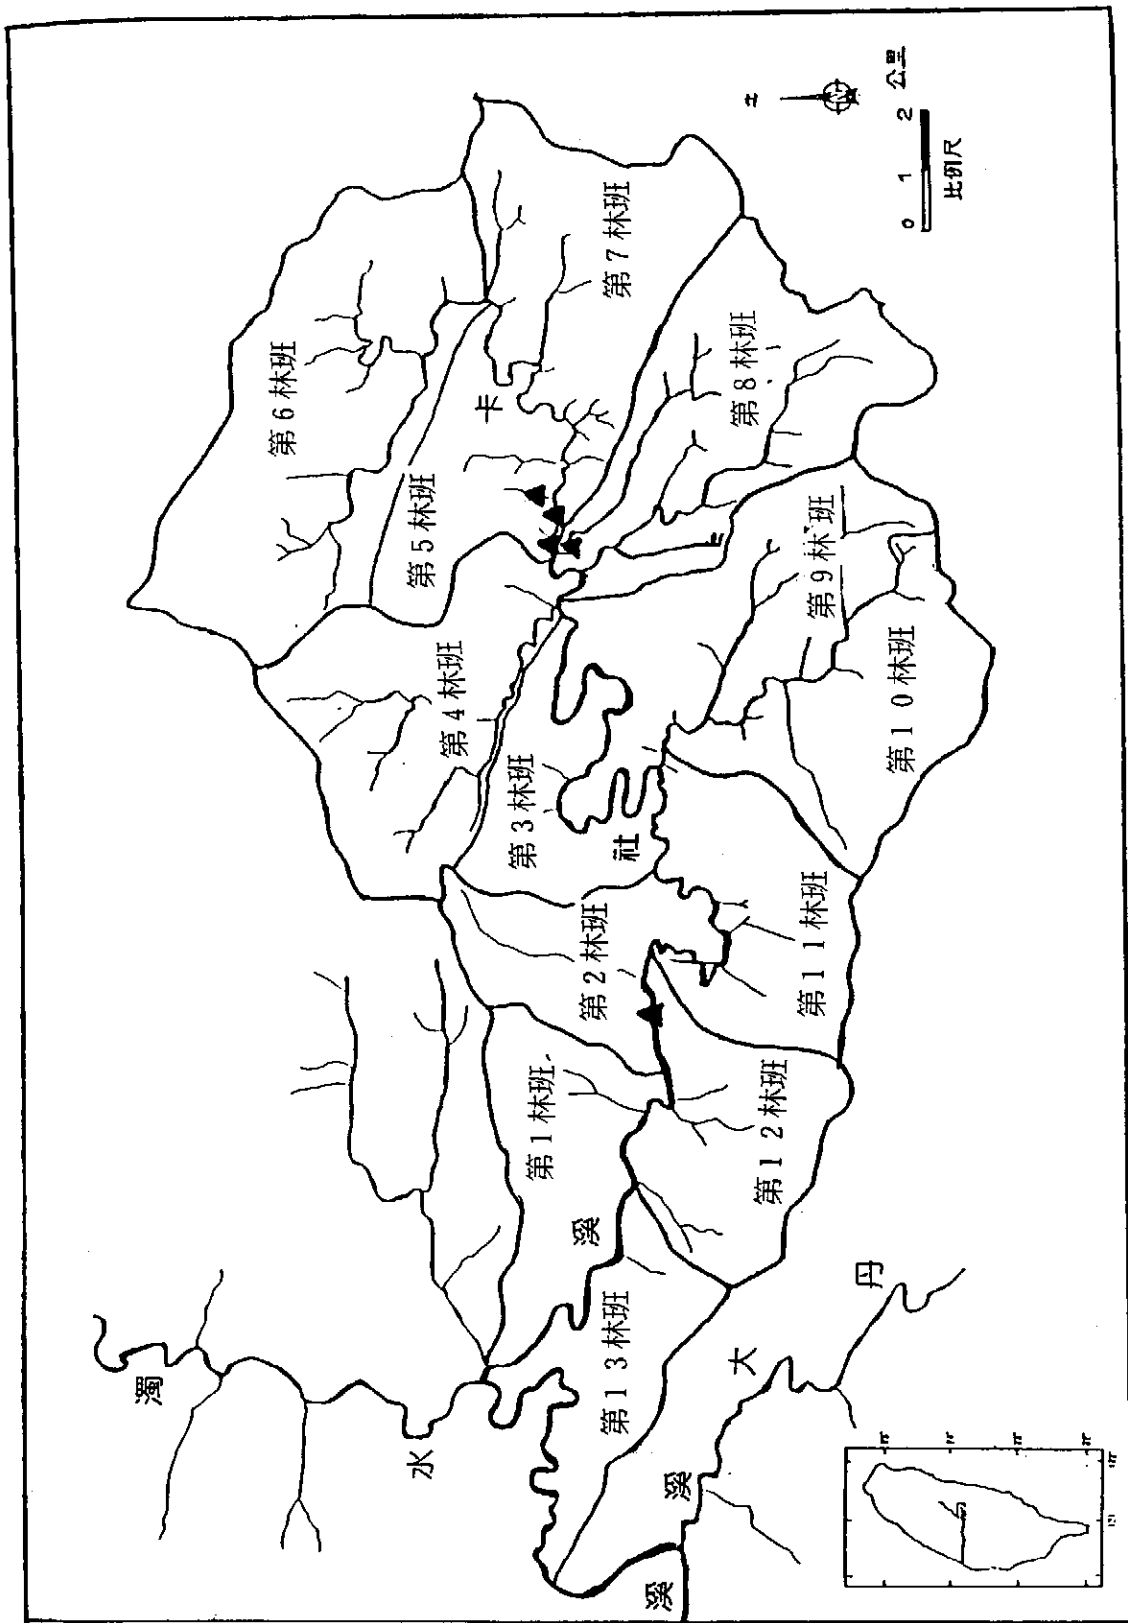 濁
水
溪
卡
社
溪
丹
大
溪
第1林班
第2林班
第3林班
第4林班
第5林班
第6林班
第7林班
第8林班
第9林班
第10林班
第11林班
第12林班
第13林班
北
0 1 2 公里
比例尺